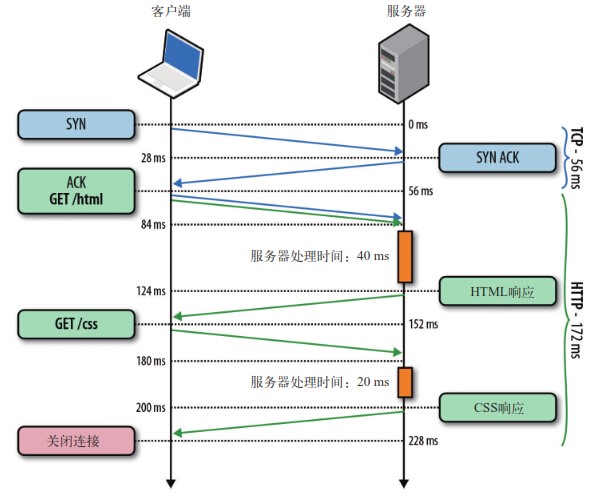 客户端
服务器
SYN
0 ms
28 ms
SYN ACK
TCP - 56 ms
ACK
GET /html
56 ms
84 ms
服务器处理时间：40 ms
124 ms
HTML响应
HTTP - 172 ms
GET /css
152 ms
180 ms
服务器处理时间：20 ms
200 ms
CSS响应
关闭连接
228 ms